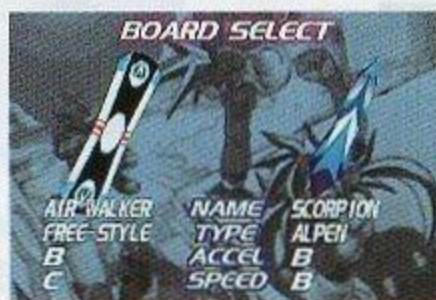 BOARD SELECT
AIR WALKER NAME SCORPION
FREE-STYLE TYPE ALPEN
B ACCEL B
C SPEED B